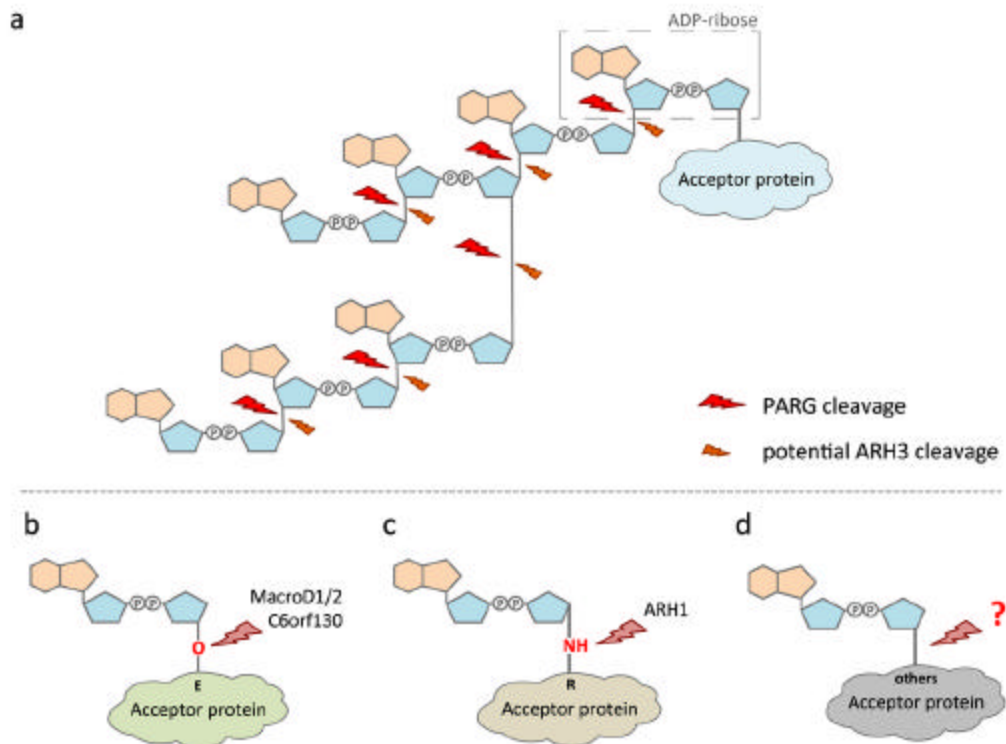 a
ADP-ribose
P P
P P P P
P P P P
Acceptor protein
P P
P P
P P
P P
PARG cleavage
potential ARH3 cleavage
b
c
d
MacroD1/2
C6orf130
ARH1
?
P P
P P
P P
O
NH
E
R
others
Acceptor protein
Acceptor protein
Acceptor protein